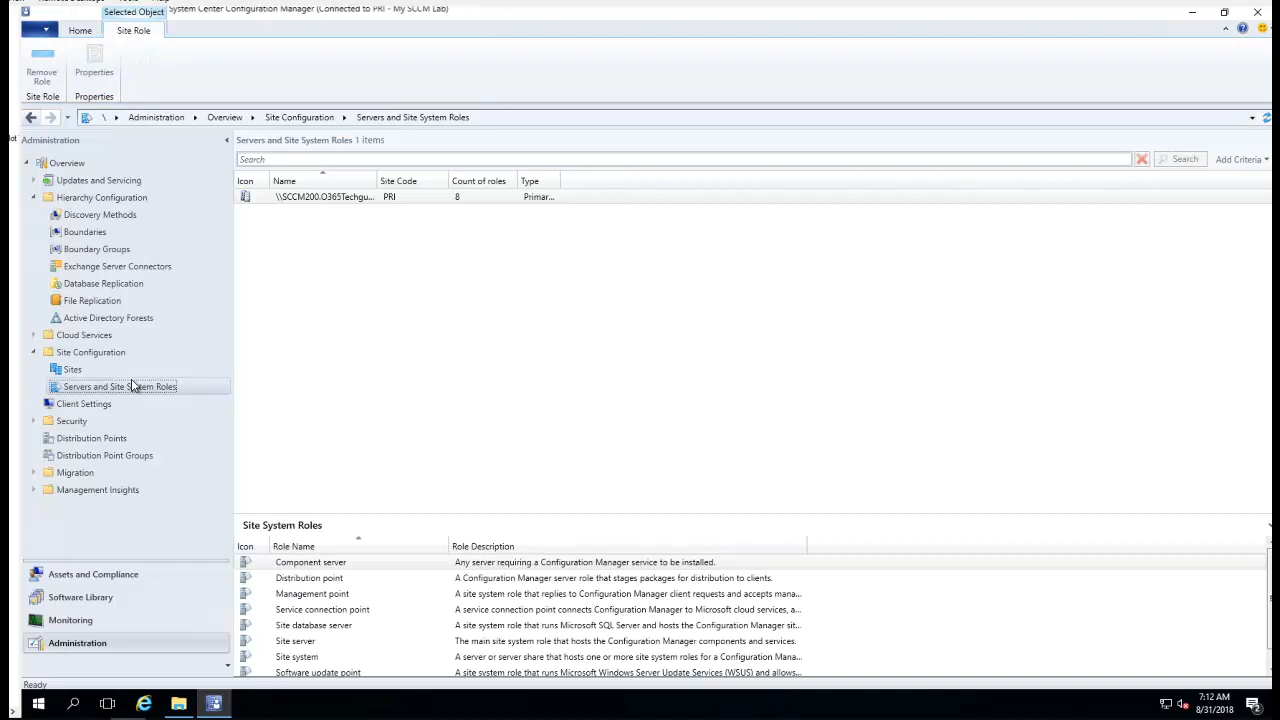 Selected Object
System Center Configuration Manager (Connected to PRI - My SCCM Lab)
Home
Site Role
Remove Role
Properties
Site Role
Properties
\ Administration Overview Site Configuration Servers and Site System Roles
Administration
Servers and Site System Roles 1 items
Search
Search
Add Criteria
Icon Name Site Code Count of roles Type
\\SCCM200.O365Techgu... PRI 8 Primar...
Overview
Updates and Servicing
Hierarchy Configuration
Discovery Methods
Boundaries
Boundary Groups
Exchange Server Connectors
Database Replication
File Replication
Active Directory Forests
Cloud Services
Site Configuration
Sites
Servers and Site System Roles
Client Settings
Security
Distribution Points
Distribution Point Groups
Migration
Management Insights
Assets and Compliance
Software Library
Monitoring
Administration
Site System Roles
Icon Role Name Role Description
Component server Any server requiring a Configuration Manager service to be installed.
Distribution point A Configuration Manager server role that stages packages for distribution to clients.
Management point A site system role that replies to Configuration Manager client requests and accepts mana...
Service connection point A service connection point connects Configuration Manager to Microsoft cloud services, a...
Site database server A site system role that runs Microsoft SQL Server and hosts the Configuration Manager sit...
Site server The main site system role that hosts the Configuration Manager components and services.
Site system A server or server share that hosts one or more site system roles for a Configuration Mana...
Software update point A site system role that runs Microsoft Windows Server Update Services (WSUS) and allows...
Ready
7:12 AM
8/31/2018
2